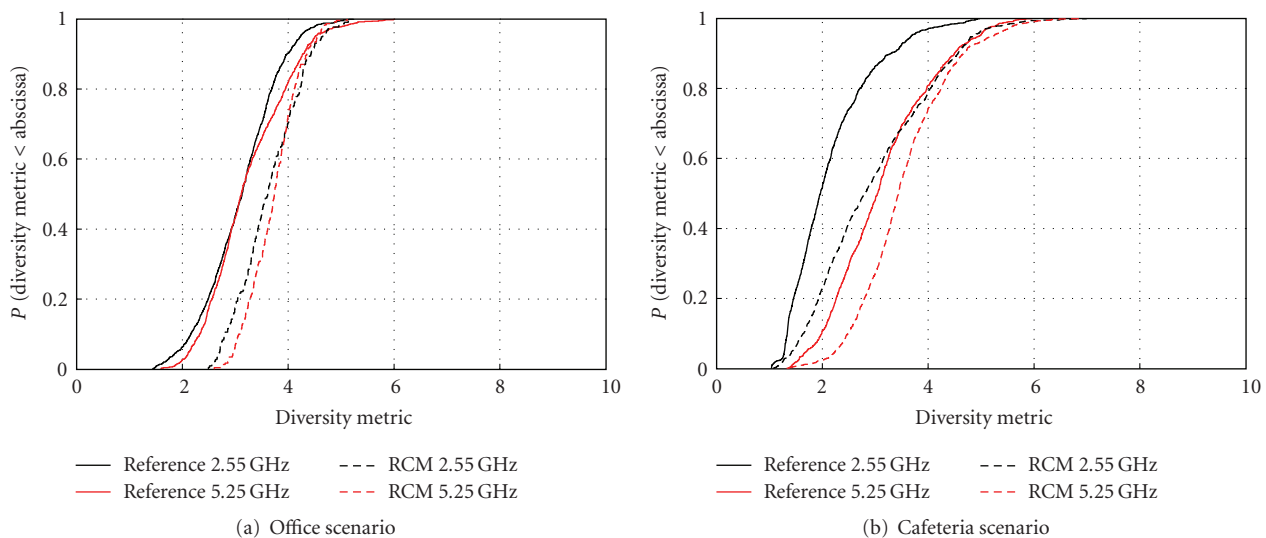 1
0.8
0.6
0.4
0.2
0
P (diversity metric < abscissa)
0 2 4 6 8 10
Diversity metric
Reference 2.55 GHz RCM 2.55 GHz
Reference 5.25 GHz RCM 5.25 GHz
(a) Office scenario
1
0.8
0.6
0.4
0.2
0
P (diversity metric < abscissa)
0 2 4 6 8 10
Diversity metric
Reference 2.55 GHz RCM 2.55 GHz
Reference 5.25 GHz RCM 5.25 GHz
(b) Cafeteria scenario